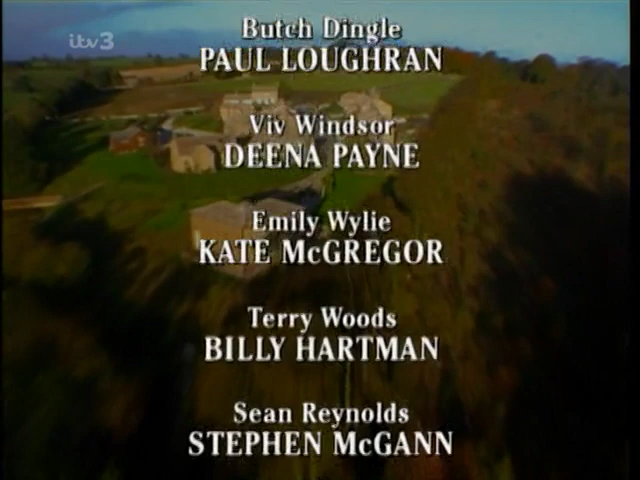 itv3
Butch Dingle
PAUL LOUGHRAN
Viv Windsor
DEENA PAYNE
Emily Wylie
KATE McGREGOR
Terry Woods
BILLY HARTMAN
Sean Reynolds
STEPHEN McGANN